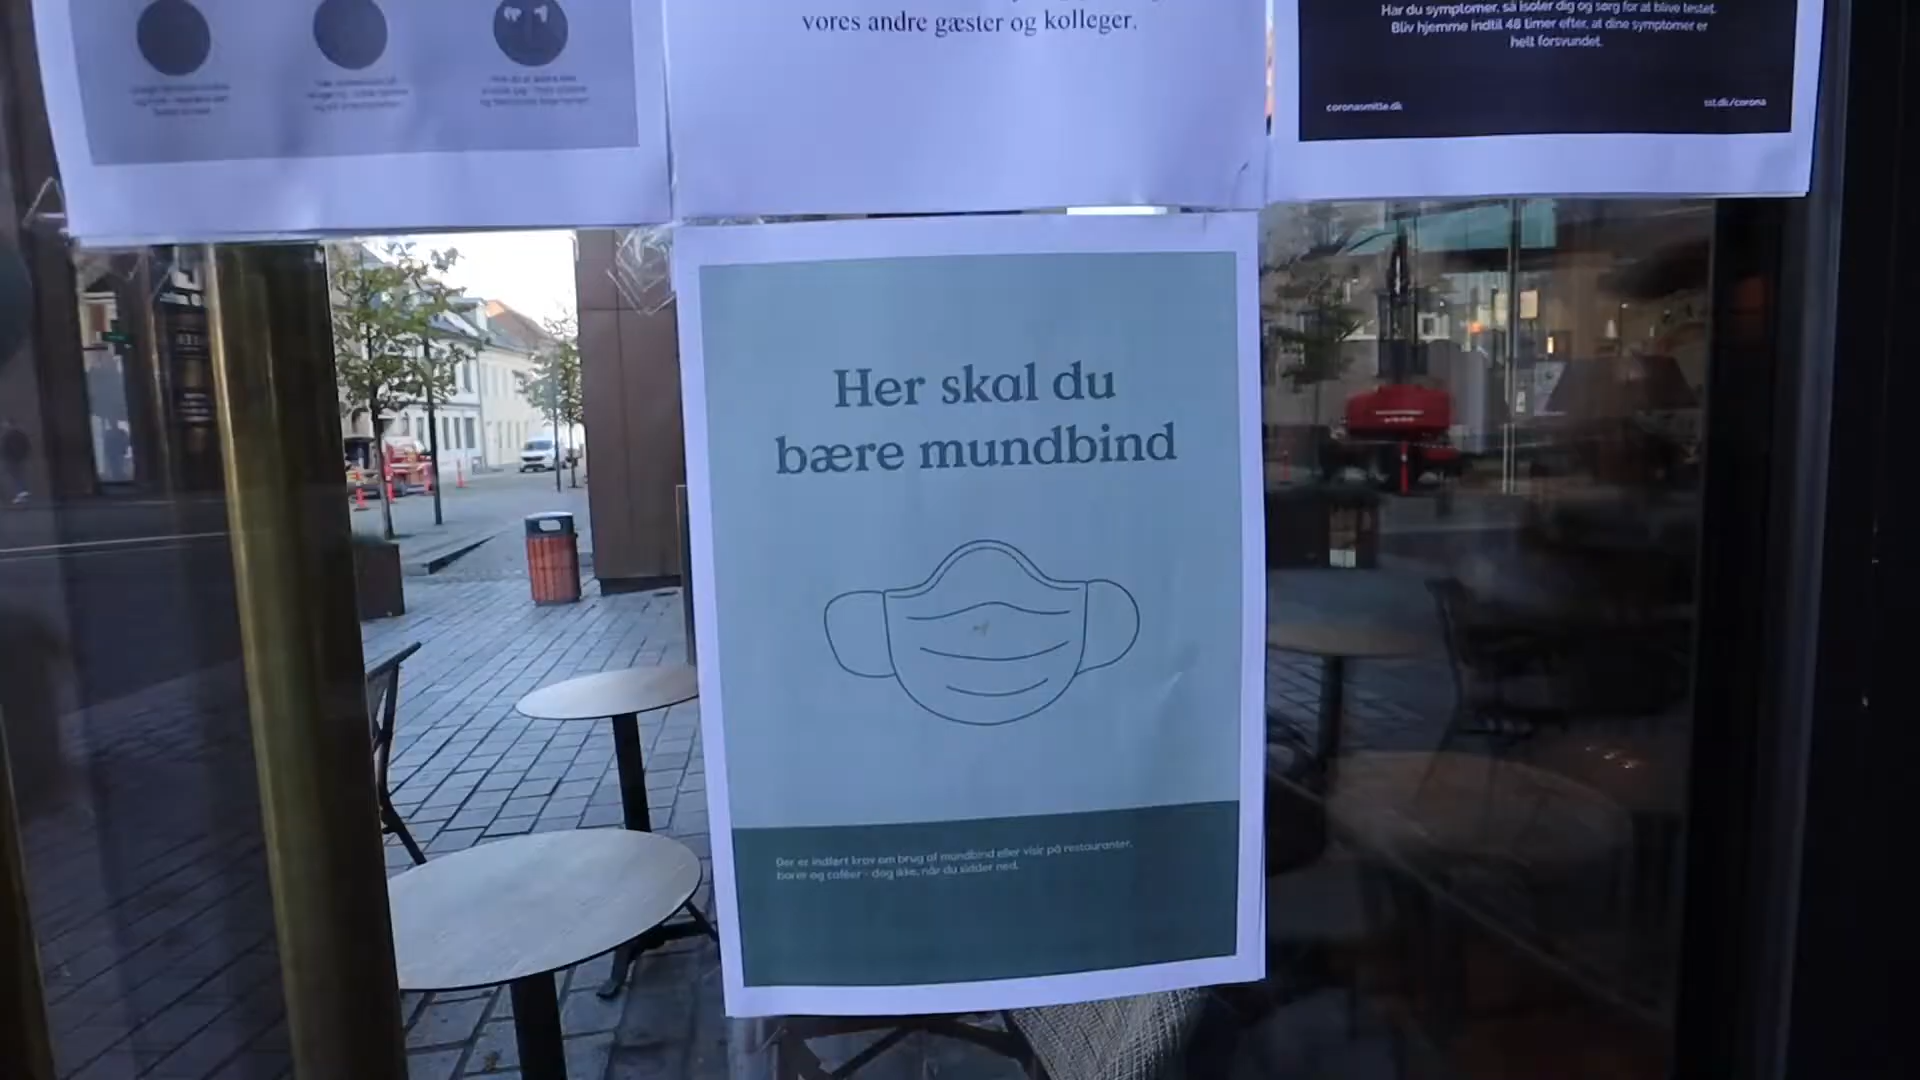 vores andre gæster og kolleger.
Har du symptomer, så isoler dig og sørg for at blive testet.
Bliv hjemme indtil 48 timer efter, at dine symptomer er
helt forsvundet.
coronasmitte.dk
sst.dk/corona
Her skal du
bære mundbind
Der er indført krav om brug af mundbind eller visir på restauranter,
barer og caféer - dog ikke, når du sidder ned.